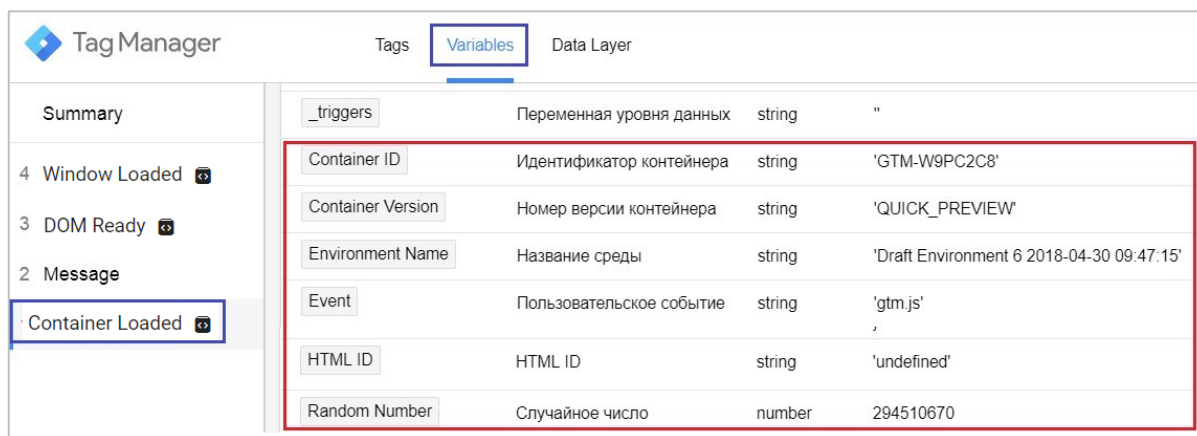 Tag Manager Tags Variables Data Layer
Summary
4 Window Loaded
3 DOM Ready
2 Message
Container Loaded
_triggers Переменная уровня данных string ''
Container ID Идентификатор контейнера string 'GTM-W9PC2C8'
Container Version Номер версии контейнера string 'QUICK_PREVIEW'
Environment Name Название среды string 'Draft Environment 6 2018-04-30 09:47:15'
Event Пользовательское событие string 'gtm.js'
HTML ID HTML ID string 'undefined'
Random Number Случайное число number 294510670